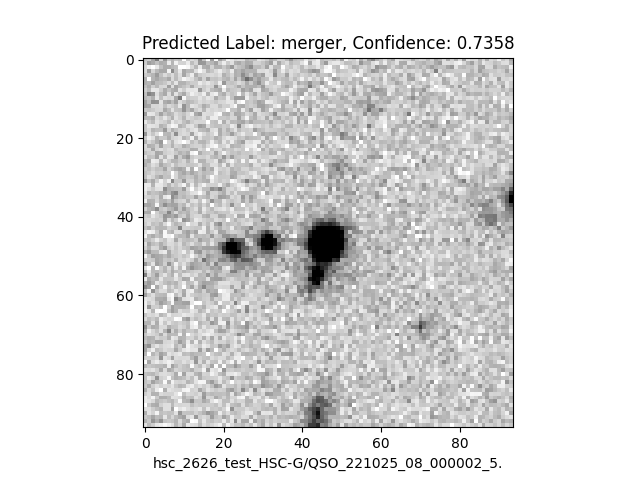 Predicted Label: merger, Confidence: 0.7358
0
20
40
60
80
0 20 40 60 80
hsc_2626_test_HSC-G/QSO_221025_08_000002_5.